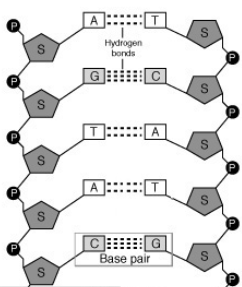 P A T S
Hydrogen
bonds
S P
P G C
S S P
P T A
S S P
P A T
S S P
P C G
Base pair
S P
S